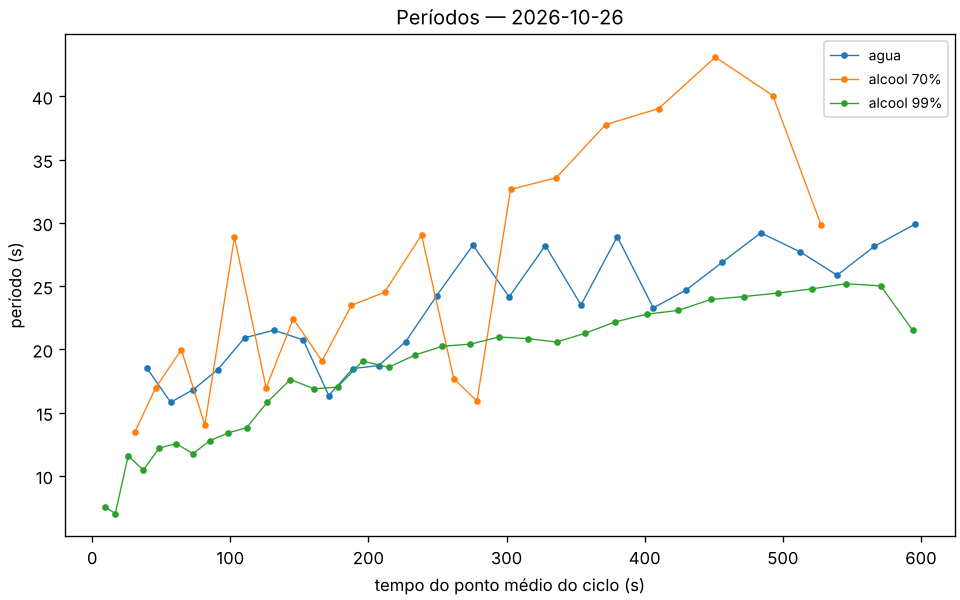 Períodos — 2026-10-26
agua
alcool 70%
alcool 99%
período (s)
40
35
30
25
20
15
10
0 100 200 300 400 500 600
tempo do ponto médio do ciclo (s)